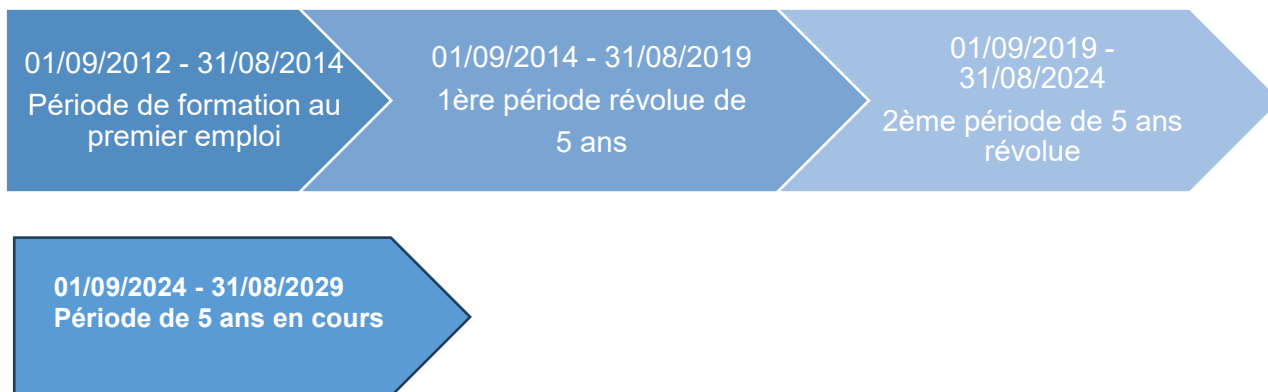 01/09/2012 - 31/08/2014
Période de formation au
premier emploi
01/09/2014 - 31/08/2019
1ère période révolue de
5 ans
01/09/2019 -
31/08/2024
2ème période de 5 ans
révolue
01/09/2024 - 31/08/2029
Période de 5 ans en cours